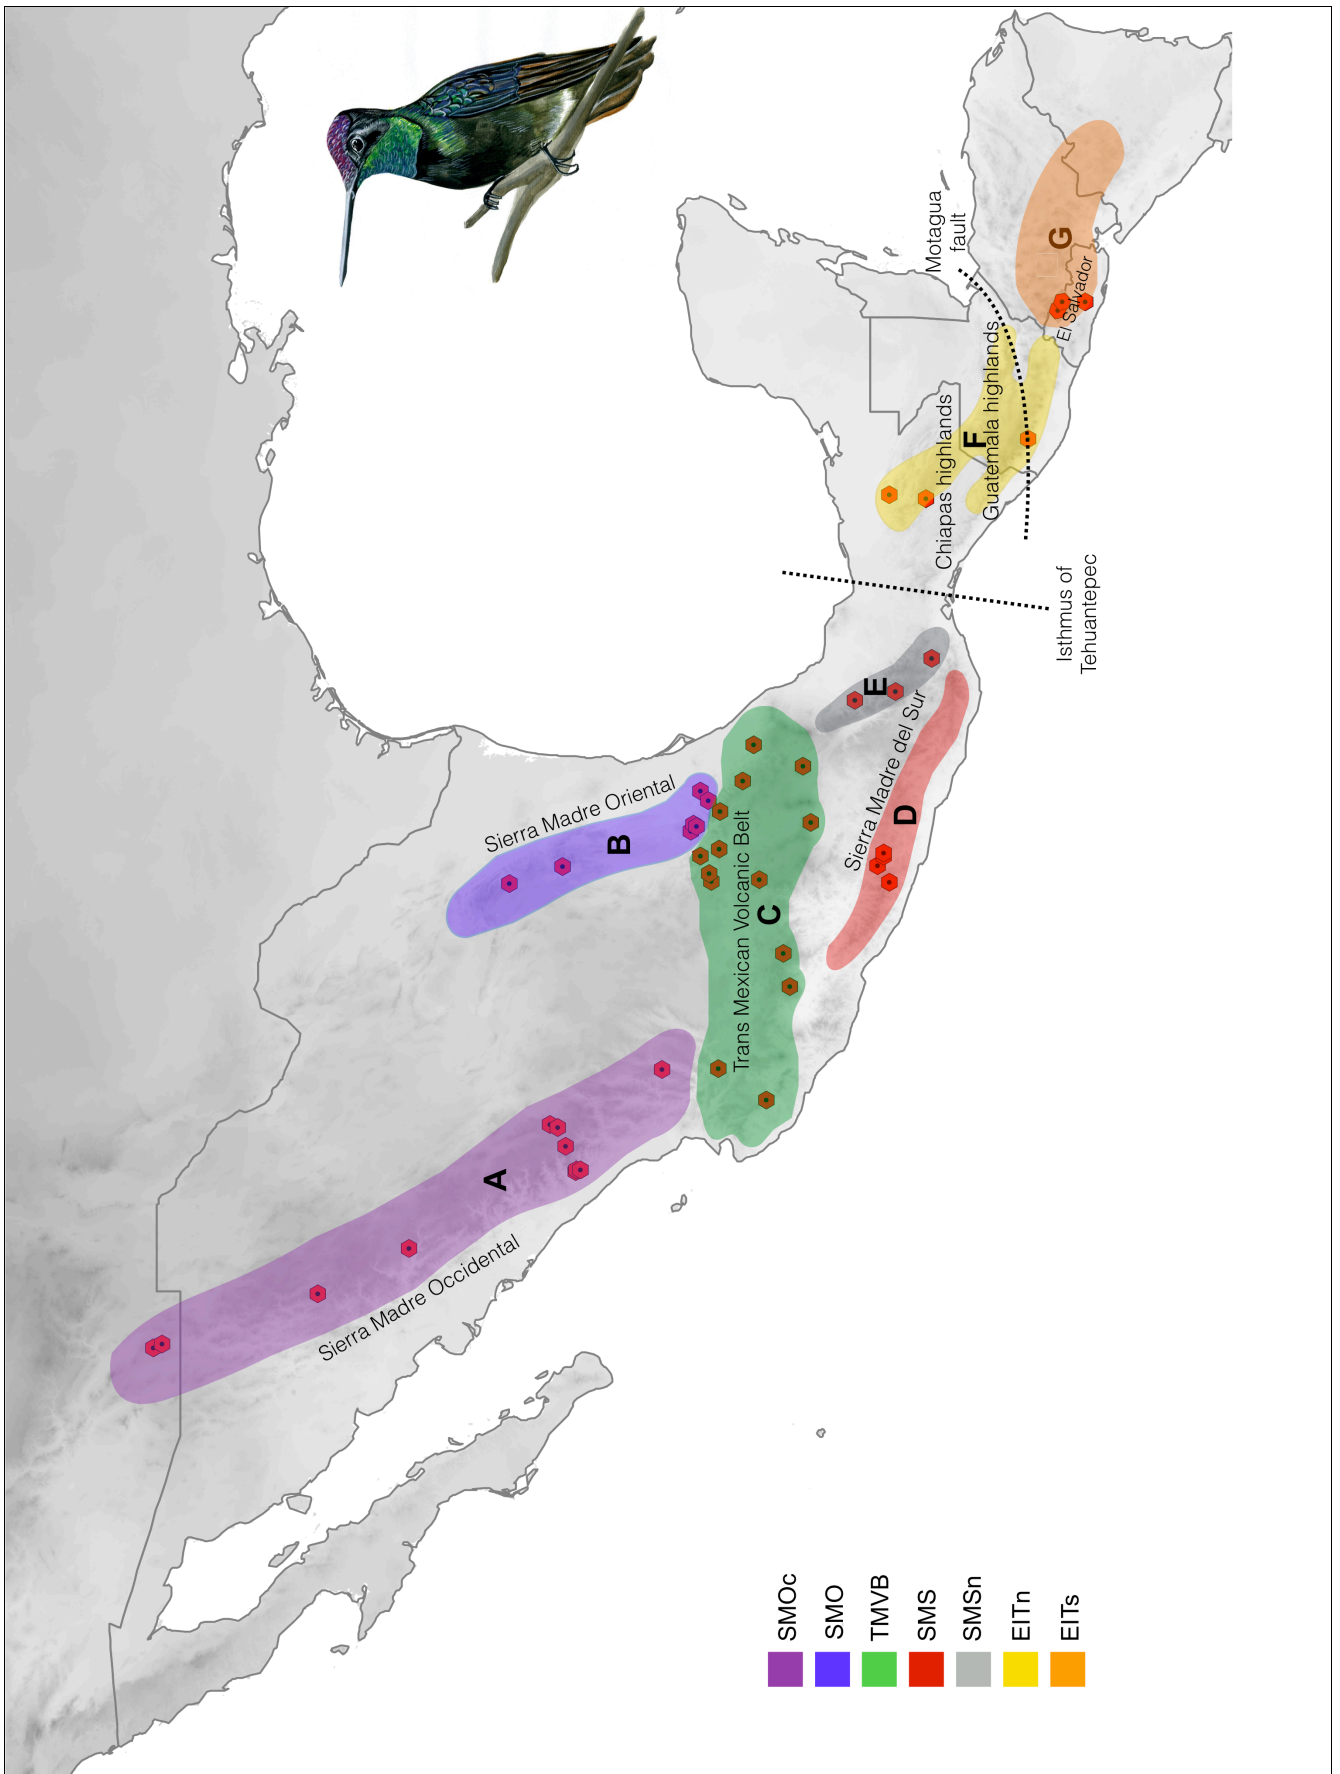 A
Sierra Madre Occidental
B
Sierra Madre Oriental
C
Trans Mexican Volcanic Belt
D
Sierra Madre del Sur
E
Isthmus of
Tehuantepec
F
Chiapas highlands
Guatemala highlands
Motagua
fault
G
El Salvador
SMOc
SMO
TMVB
SMS
SMSn
EITn
EITs